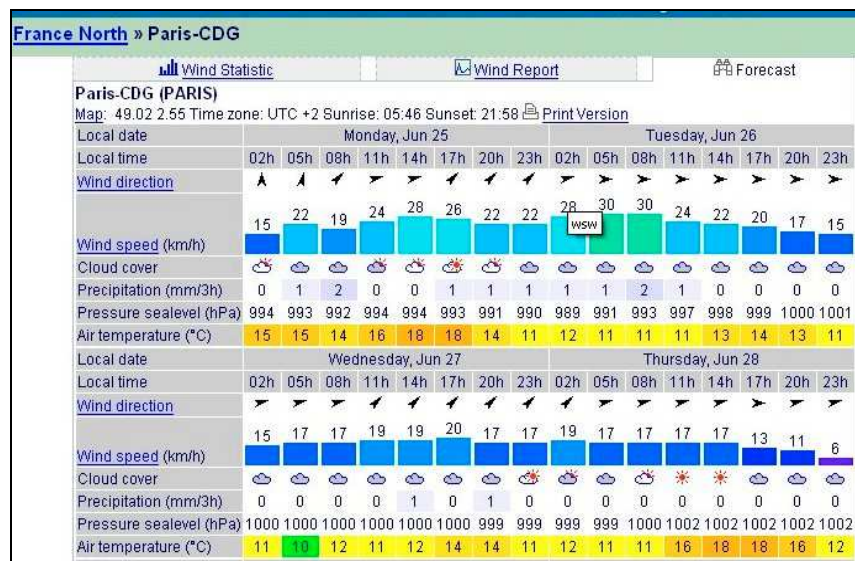 France North » Paris-CDG
Wind Statistic Wind Report Forecast
Paris-CDG (PARIS)
Map: 49.02 2.55 Time zone: UTC +2 Sunrise: 05:46 Sunset: 21:58 Print Version
Local date Monday, Jun 25 Tuesday, Jun 26
Local time 02h 05h 08h 11h 14h 17h 20h 23h 02h 05h 08h 11h 14h 17h 20h 23h
Wind direction
15 22 19 24 28 26 22 22 28 30 30 24 22 20 17 15
wsw
Wind speed (km/h)
Cloud cover
Precipitation (mm/3h) 0 1 2 0 0 1 1 1 1 1 2 1 0 0 0 0
Pressure sealevel (hPa) 994 993 992 994 994 993 991 990 989 991 993 997 998 999 1000 1001
Air temperature (°C) 15 15 14 16 18 18 14 11 12 11 11 11 13 14 13 11
Local date Wednesday, Jun 27 Thursday, Jun 28
Local time 02h 05h 08h 11h 14h 17h 20h 23h 02h 05h 08h 11h 14h 17h 20h 23h
Wind direction
15 17 17 19 19 20 17 17 19 17 17 17 17 13 11 6
Wind speed (km/h)
Cloud cover
Precipitation (mm/3h) 0 0 0 0 1 0 1 0 0 0 0 0 0 0 0 0
Pressure sealevel (hPa) 1000 1000 1000 1000 1000 1000 999 999 999 999 1000 1002 1002 1002 1002 1002
Air temperature (°C) 11 10 12 11 12 14 14 11 12 11 11 16 18 18 16 12